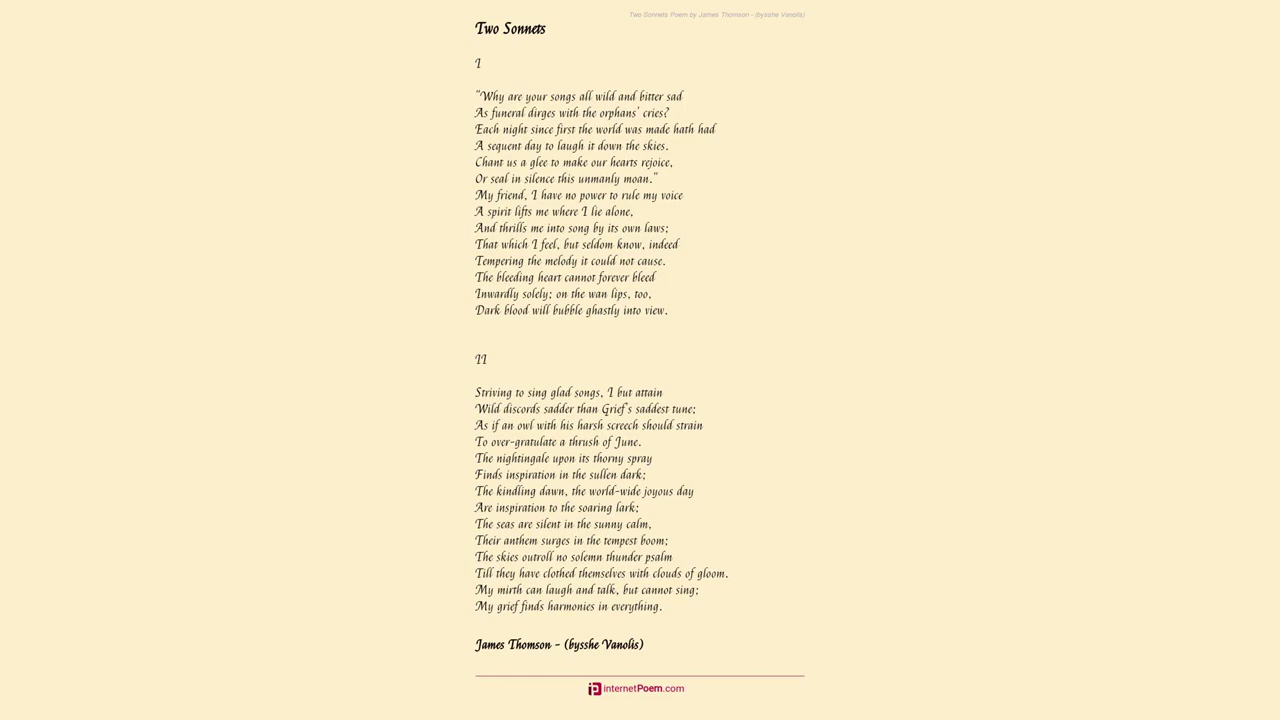 Two Sonnets Poem by James Thomson - (bysshe Vanolis)
Two Sonnets
I
"Why are your songs all wild and bitter sad
As funeral dirges with the orphans' cries?
Each night since first the world was made hath had
A sequent day to laugh it down the skies.
Chant us a glee to make our hearts rejoice,
Or seal in silence this unmanly moan."
My friend, I have no power to rule my voice
A spirit lifts me where I lie alone,
And thrills me into song by its own laws;
That which I feel, but seldom know, indeed
Tempering the melody it could not cause.
The bleeding heart cannot forever bleed
Inwardly solely; on the wan lips, too,
Dark blood will bubble ghastly into view.
II
Striving to sing glad songs, I but attain
Wild discords sadder than Grief's saddest tune;
As if an owl with his harsh screech should strain
To over-gratulate a thrush of June.
The nightingale upon its thorny spray
Finds inspiration in the sullen dark;
The kindling dawn, the world-wide joyous day
Are inspiration to the soaring lark;
The seas are silent in the sunny calm,
Their anthem surges in the tempest boom;
The skies outroll no solemn thunder psalm
Till they have clothed themselves with clouds of gloom.
My mirth can laugh and talk, but cannot sing;
My grief finds harmonies in everything.
James Thomson - (bysshe Vanolis)
internetPoem.com